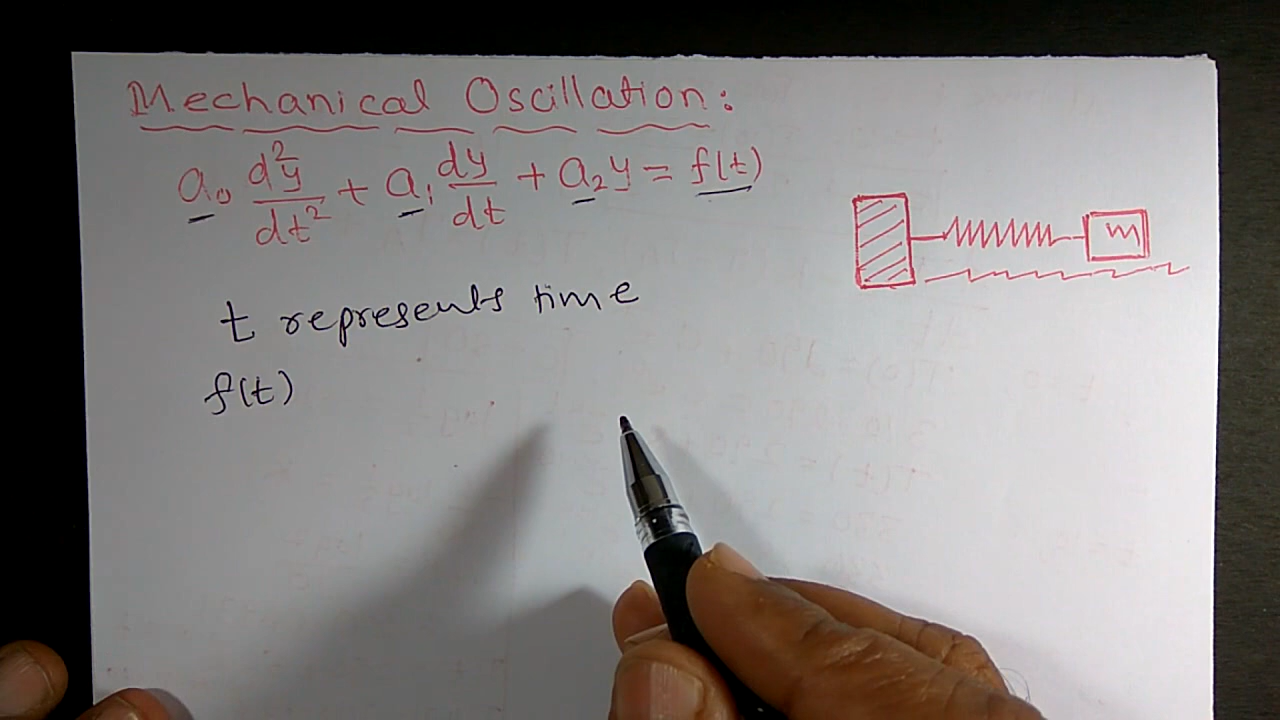 Mechanical Oscillation:
a₀ d²y/dt² + a₁ dy/dt + a₂y = f(t)
m
t represents time
f(t)